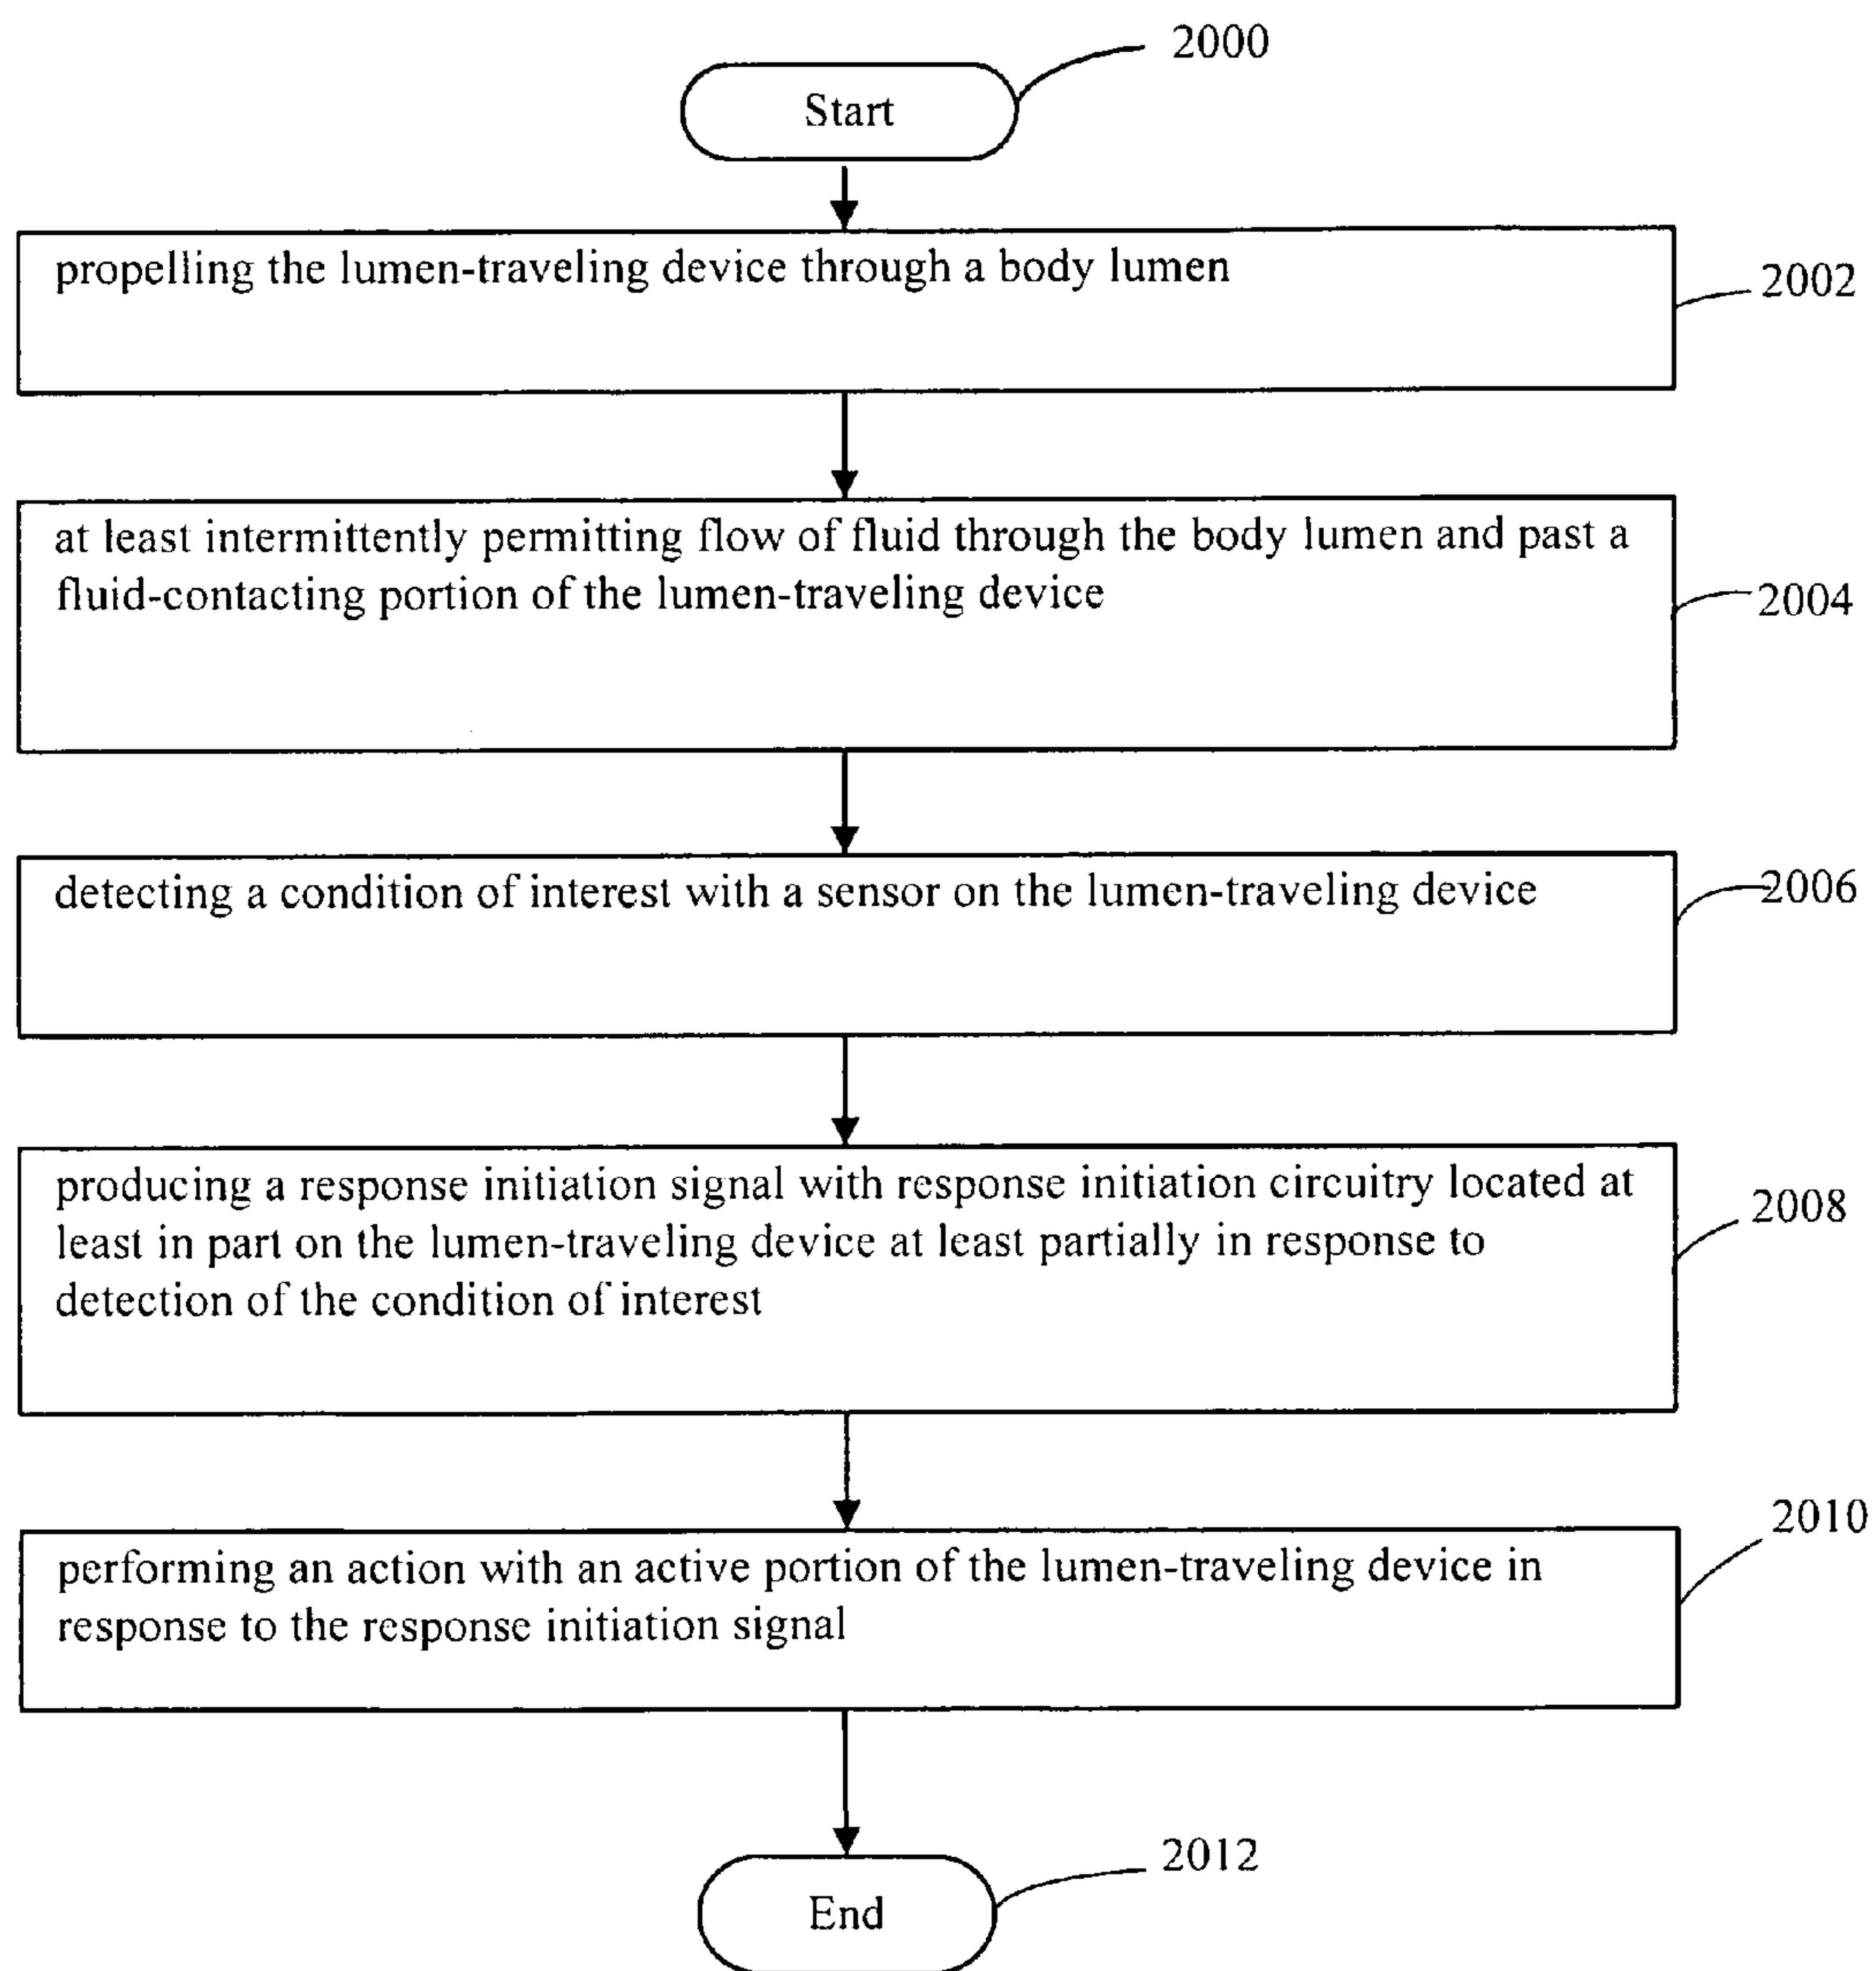 2000
Start
propelling the lumen-traveling device through a body lumen
2002
at least intermittently permitting flow of fluid through the body lumen and past a
fluid-contacting portion of the lumen-traveling device
2004
detecting a condition of interest with a sensor on the lumen-traveling device
2006
producing a response initiation signal with response initiation circuitry located at
least in part on the lumen-traveling device at least partially in response to
detection of the condition of interest
2008
performing an action with an active portion of the lumen-traveling device in
response to the response initiation signal
2010
2012
End